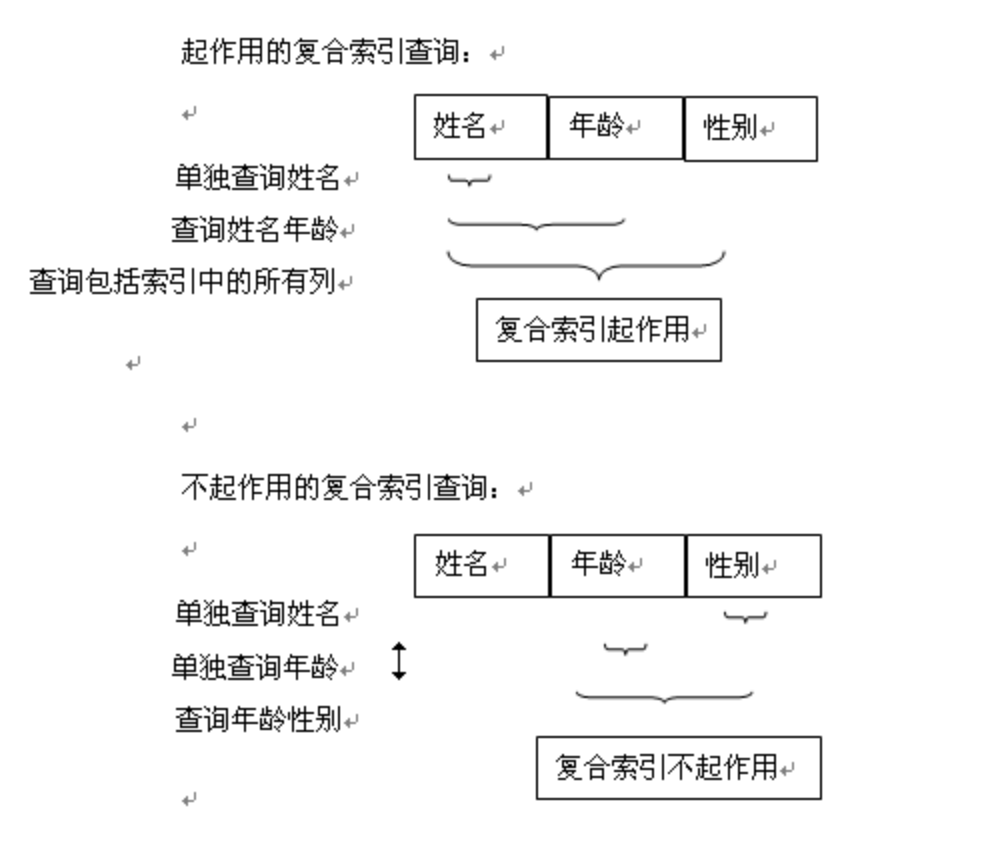 起作用的复合索引查询：
姓名 年龄 性别
单独查询姓名
查询姓名年龄
查询包括索引中的所有列
复合索引起作用
不起作用的复合索引查询：
姓名 年龄 性别
单独查询姓名
单独查询年龄
查询年龄性别
复合索引不起作用